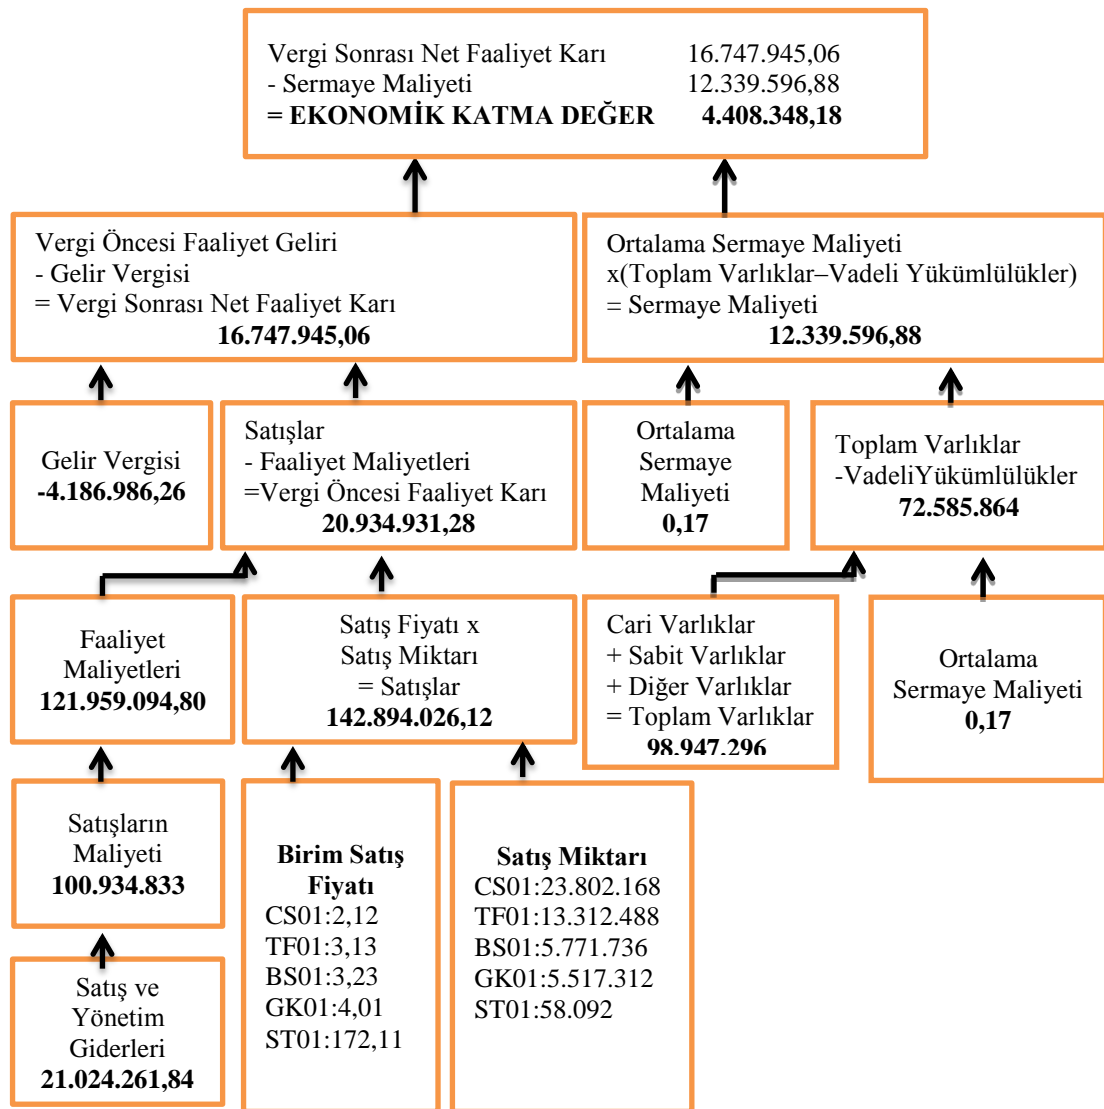 Vergi Sonrası Net Faaliyet Karı 16.747.945,06
- Sermaye Maliyeti 12.339.596,88
= EKONOMİK KATMA DEĞER 4.408.348,18
Vergi Öncesi Faaliyet Geliri
- Gelir Vergisi
= Vergi Sonrası Net Faaliyet Karı
16.747.945,06
Ortalama Sermaye Maliyeti
x(Toplam Varlıklar–Vadeli Yükümlülükler)
= Sermaye Maliyeti
12.339.596,88
Gelir Vergisi
-4.186.986,26
Satışlar
- Faaliyet Maliyetleri
=Vergi Öncesi Faaliyet Karı
20.934.931,28
Ortalama
Sermaye
Maliyeti
0,17
Toplam Varlıklar
-VadeliYükümlülükler
72.585.864
Faaliyet
Maliyetleri
121.959.094,80
Satış Fiyatı x
Satış Miktarı
= Satışlar
142.894.026,12
Cari Varlıklar
+ Sabit Varlıklar
+ Diğer Varlıklar
= Toplam Varlıklar
98.947.296
Ortalama
Sermaye Maliyeti
0,17
Satışların
Maliyeti
100.934.833
Birim Satış
Fiyatı
CS01:2,12
TF01:3,13
BS01:3,23
GK01:4,01
ST01:172,11
Satış Miktarı
CS01:23.802.168
TF01:13.312.488
BS01:5.771.736
GK01:5.517.312
ST01:58.092
Satış ve
Yönetim
Giderleri
21.024.261,84